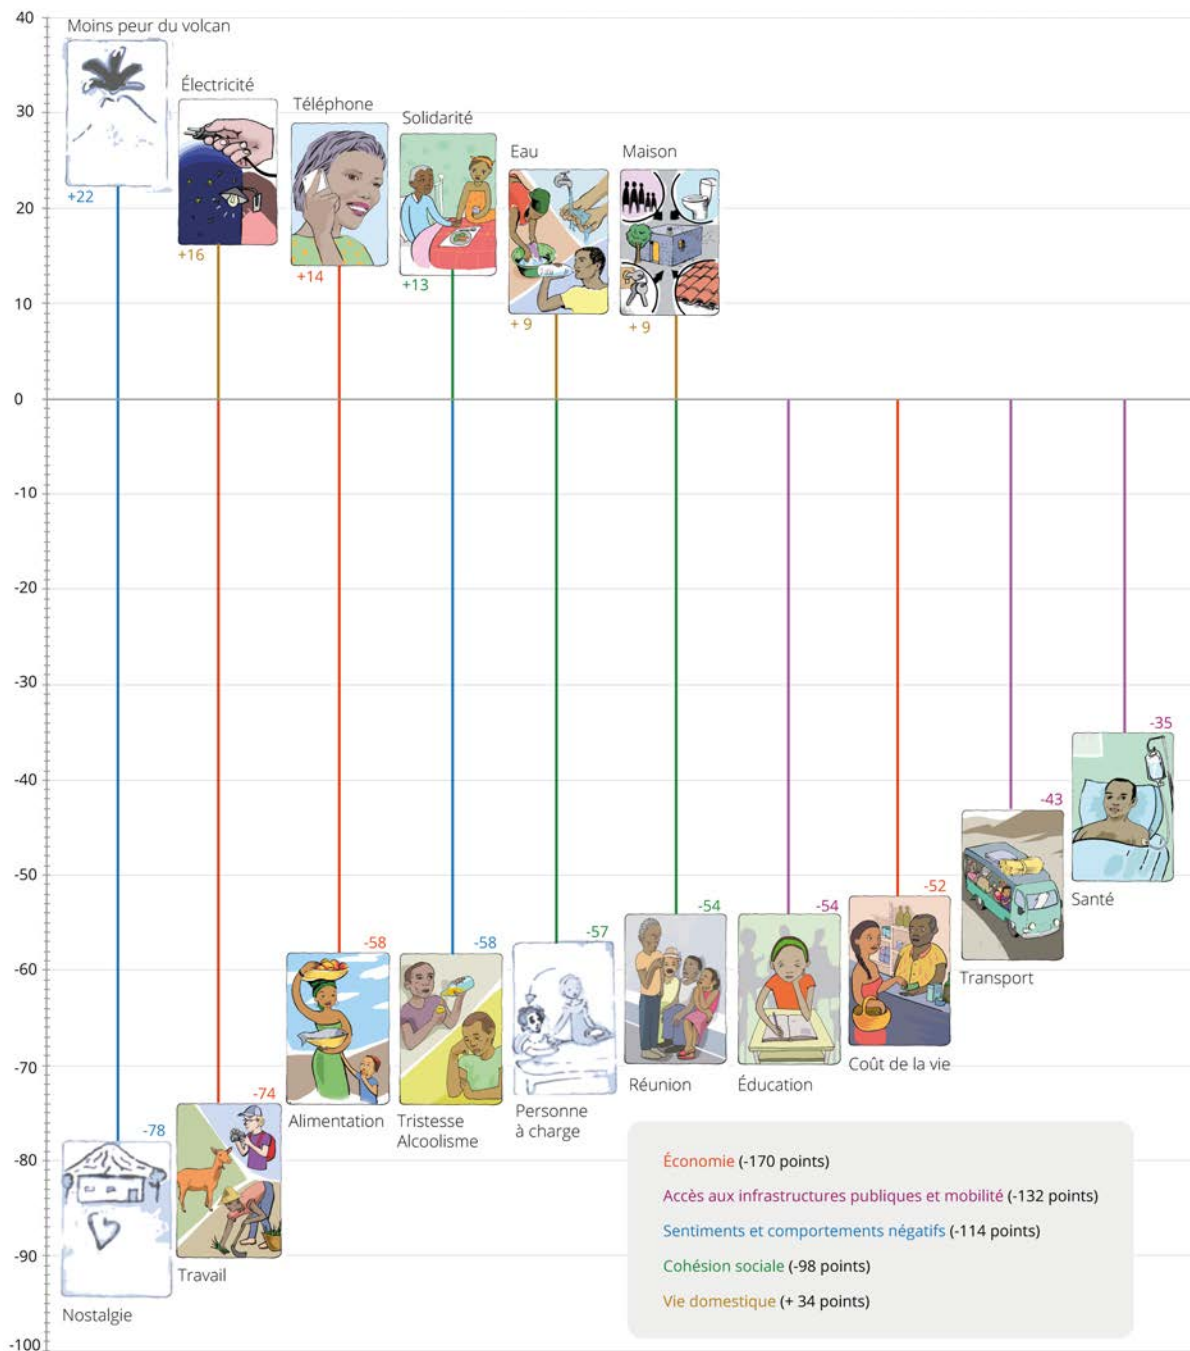 40
30
20
10
0
-10
-20
-30
-40
-50
-60
-70
-80
-90
-100
Moins peur du volcan
+22
Électricité
+16
Téléphone
+14
Solidarité
+13
Eau
+ 9
Maison
+ 9
-78
Nostalgie
-74
Travail
-58
Alimentation
-58
Tristesse
Alcoolisme
-57
Personne
à charge
-54
Réunion
-54
Éducation
-52
Coût de la vie
-43
Transport
-35
Santé
Économie (-170 points)
Accès aux infrastructures publiques et mobilité (-132 points)
Sentiments et comportements négatifs (-114 points)
Cohésion sociale (-98 points)
Vie domestique (+ 34 points)